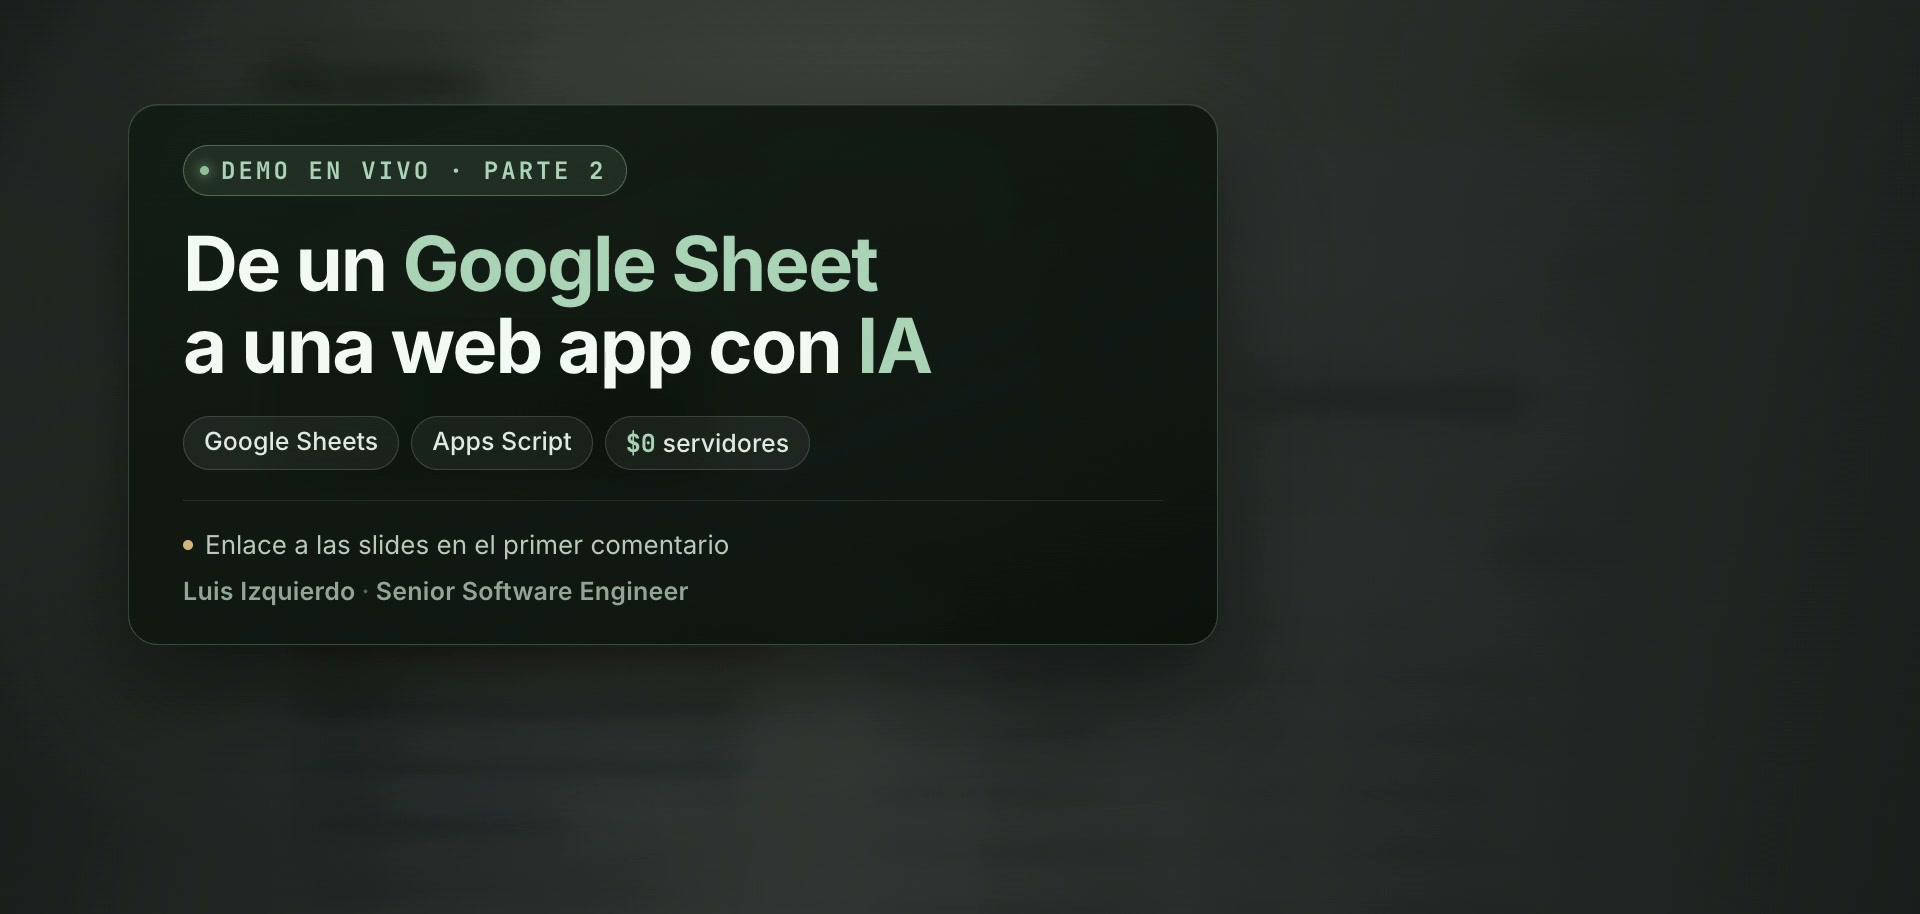 DEMO EN VIVO · PARTE 2
De un Google Sheet
a una web app con IA
Google Sheets
Apps Script
$0 servidores
Enlace a las slides en el primer comentario
Luis Izquierdo · Senior Software Engineer